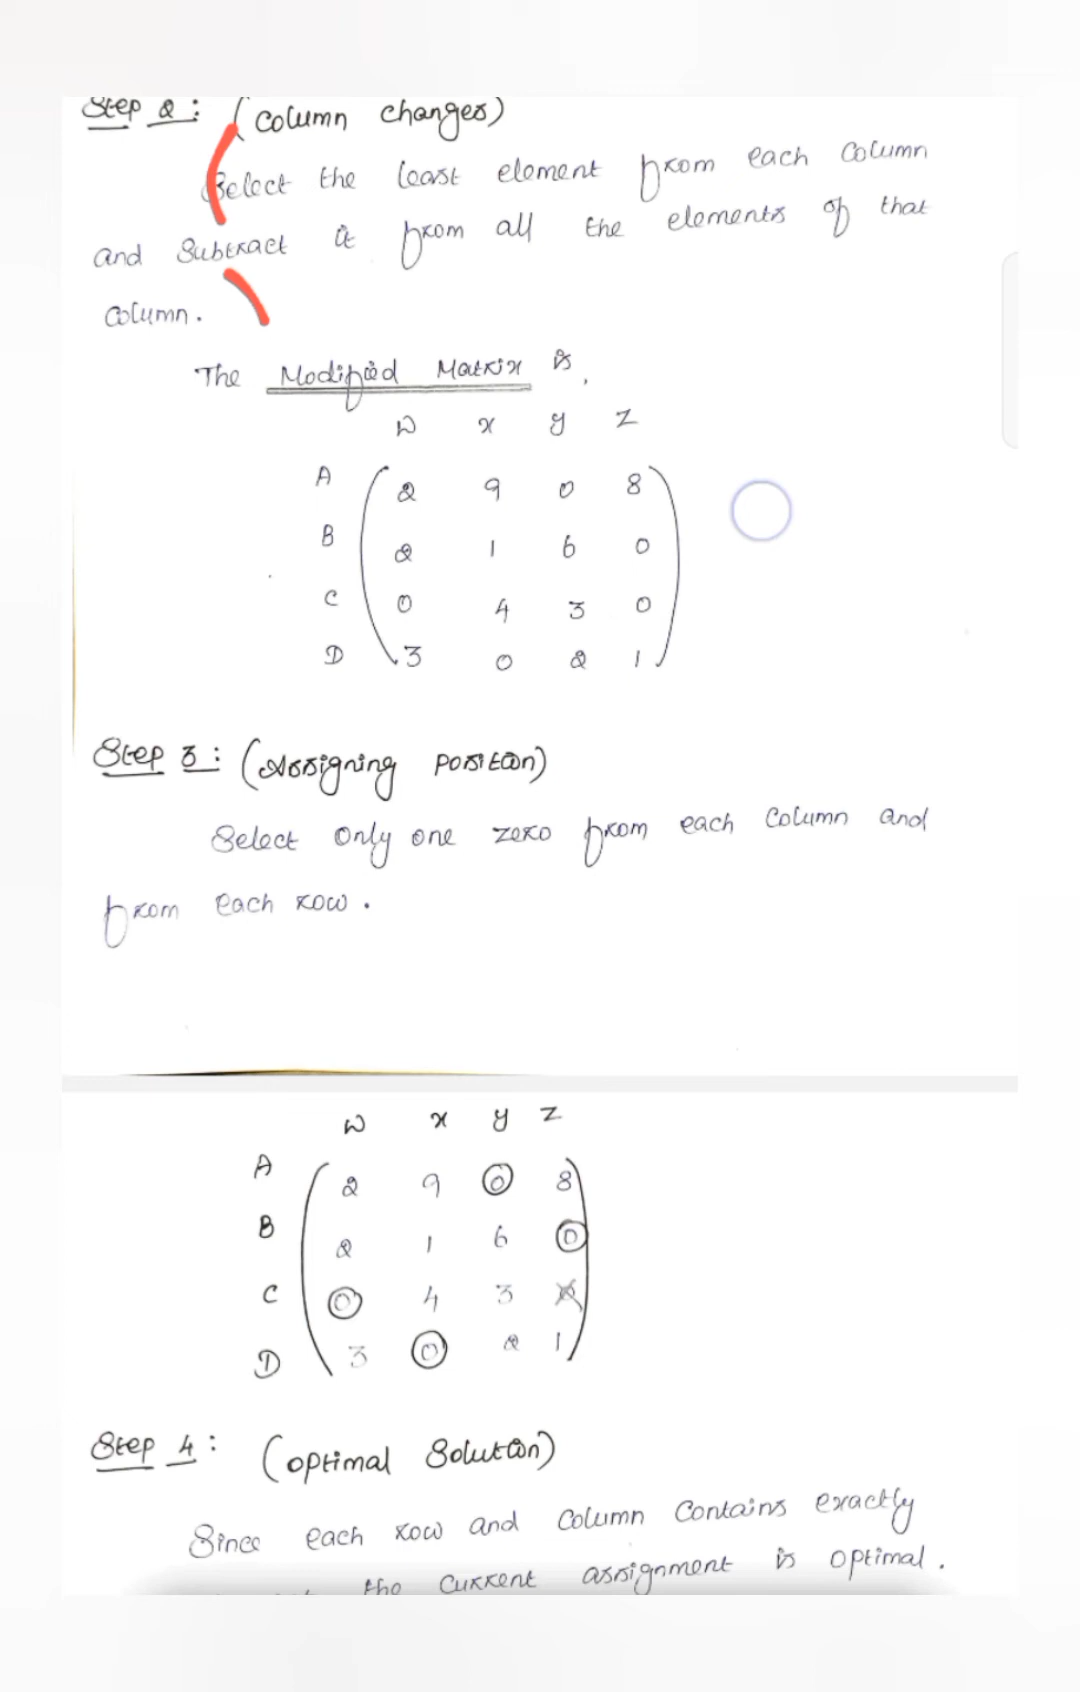 Step 2: (Column changes)
Select the least element from each column
and Subtract it from all the elements of that
Column.
The Modified Matrix is,
W x y z
A 2 9 0 8
B 2 1 6 0
C 0 4 3 0
D 3 0 2 1
Step 3: (Assigning Position)
Select only one zero from each Column and
from each row.
W x y z
A 2 9 0 8
B 2 1 6 0
C 0 4 3 0
D 3 0 2 1
Step 4: (optimal Solution)
Since each row and Column Contains exactly
the current assignment is optimal.